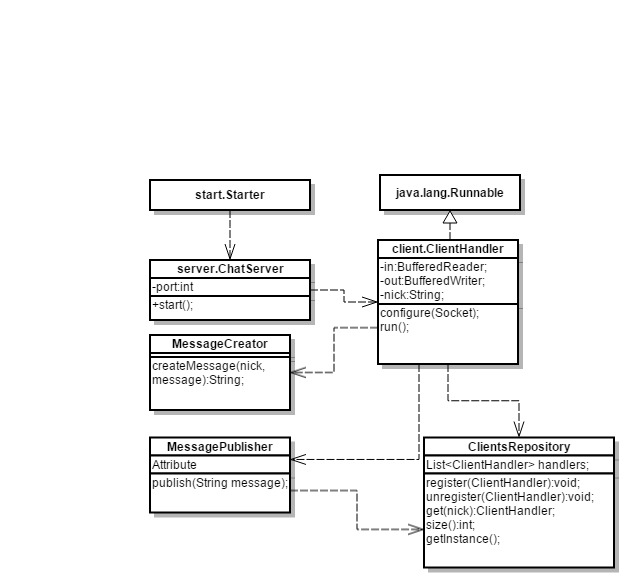 start.Starter
java.lang.Runnable
server.ChatServer
-port:int
+start();
client.ClientHandler
-in:BufferedReader;
-out:BufferedWriter;
-nick:String;
configure(Socket);
run();
MessageCreator
createMessage(nick,
message):String;
MessagePublisher
Attribute
publish(String message);
ClientsRepository
List<ClientHandler> handlers;
register(ClientHandler):void;
unregister(ClientHandler):void;
get(nick):ClientHandler;
size():int;
getInstance();